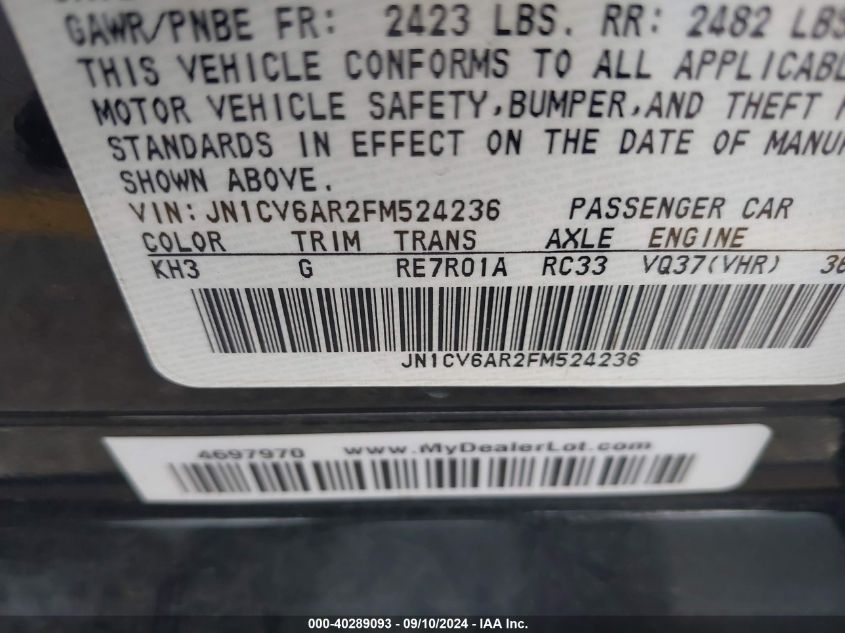 GAWR/PNBE FR: 2423 LBS. RR: 2482 LBS
THIS VEHICLE CONFORMS TO ALL
MOTOR VEHICLE SAFETY,BUMPER,AND THEFT
STANDARDS IN EFFECT ON THE DATE OF
SHOWN ABOVE.
VIN: JN1CV6AR2FM524236 PASSENGER CAR
COLOR TRIM TRANS AXLE ENGINE
KH3 G RE7R01A RC33 VQ37(VHR)
JN1CV6AR2FM524236
4697970 www.MyDealerLot.com
000-40289093 - 09/10/2024 - IAA Inc.